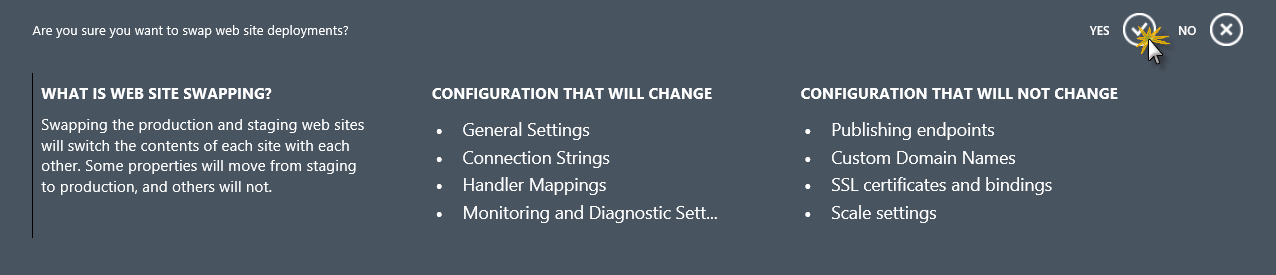 Are you sure you want to swap web site deployments?
YES
NO
WHAT IS WEB SITE SWAPPING?
Swapping the production and staging web sites
will switch the contents of each site with each
other. Some properties will move from staging
to production, and others will not.
CONFIGURATION THAT WILL CHANGE
• General Settings
• Connection Strings
• Handler Mappings
• Monitoring and Diagnostic Sett...
CONFIGURATION THAT WILL NOT CHANGE
• Publishing endpoints
• Custom Domain Names
• SSL certificates and bindings
• Scale settings